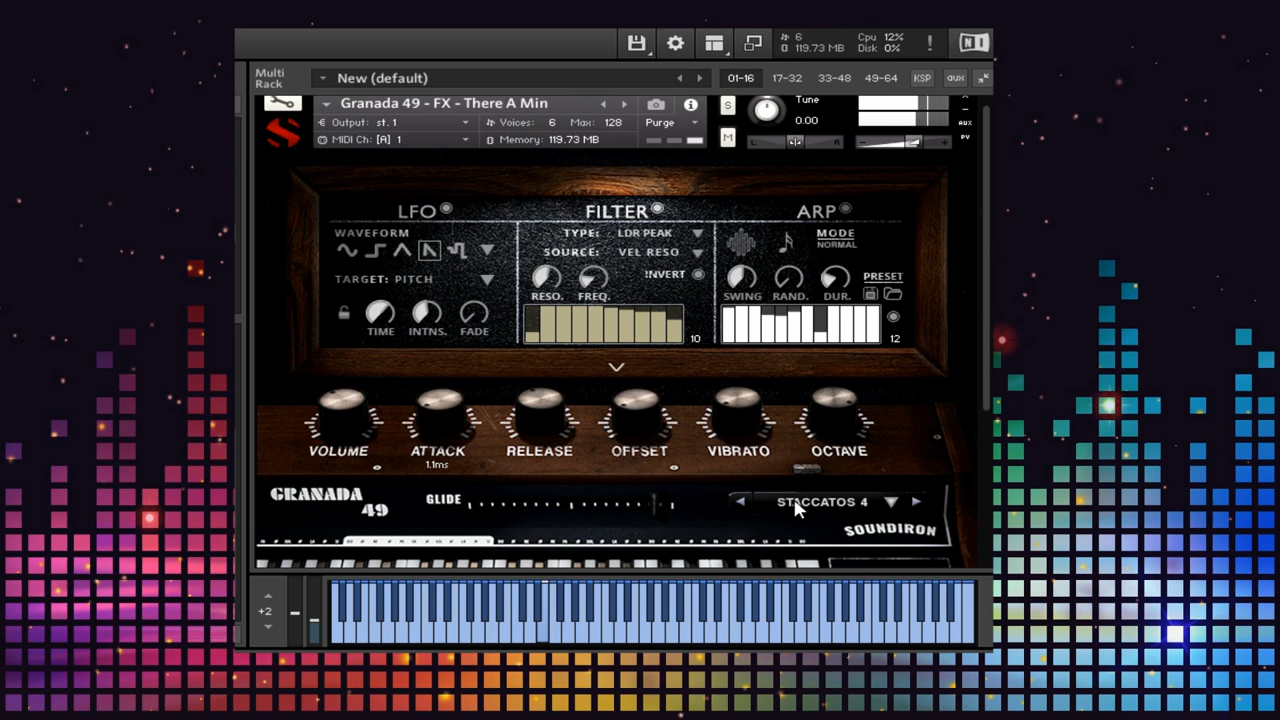 6 Cpu 12%
119.73 MB Disk 0% ! NI
Multi Rack New (default) 01-16 17-32 33-48 49-64 KSP aux
Granada 49 - FX - There A Min S Tune
Output: st.1 Voices: 6 Max: 128 Purge 0.00 AUX
MIDI Ch: [A] 1 Memory: 119.73 MB M L R - + PV
LFO FILTER ARP
WAVEFORM TYPE: LDR PEAK MODE
SOURCE: VEL RESO NORMAL
TARGET: PITCH INVERT PRESET
RESO. FREQ. SWING RAND. DUR.
TIME INTNS. FADE 10 12
VOLUME ATTACK RELEASE OFFSET VIBRATO OCTAVE
1.1ms
GRANADA 49 GLIDE STACCATOS 4
SOUNDIRON
+2